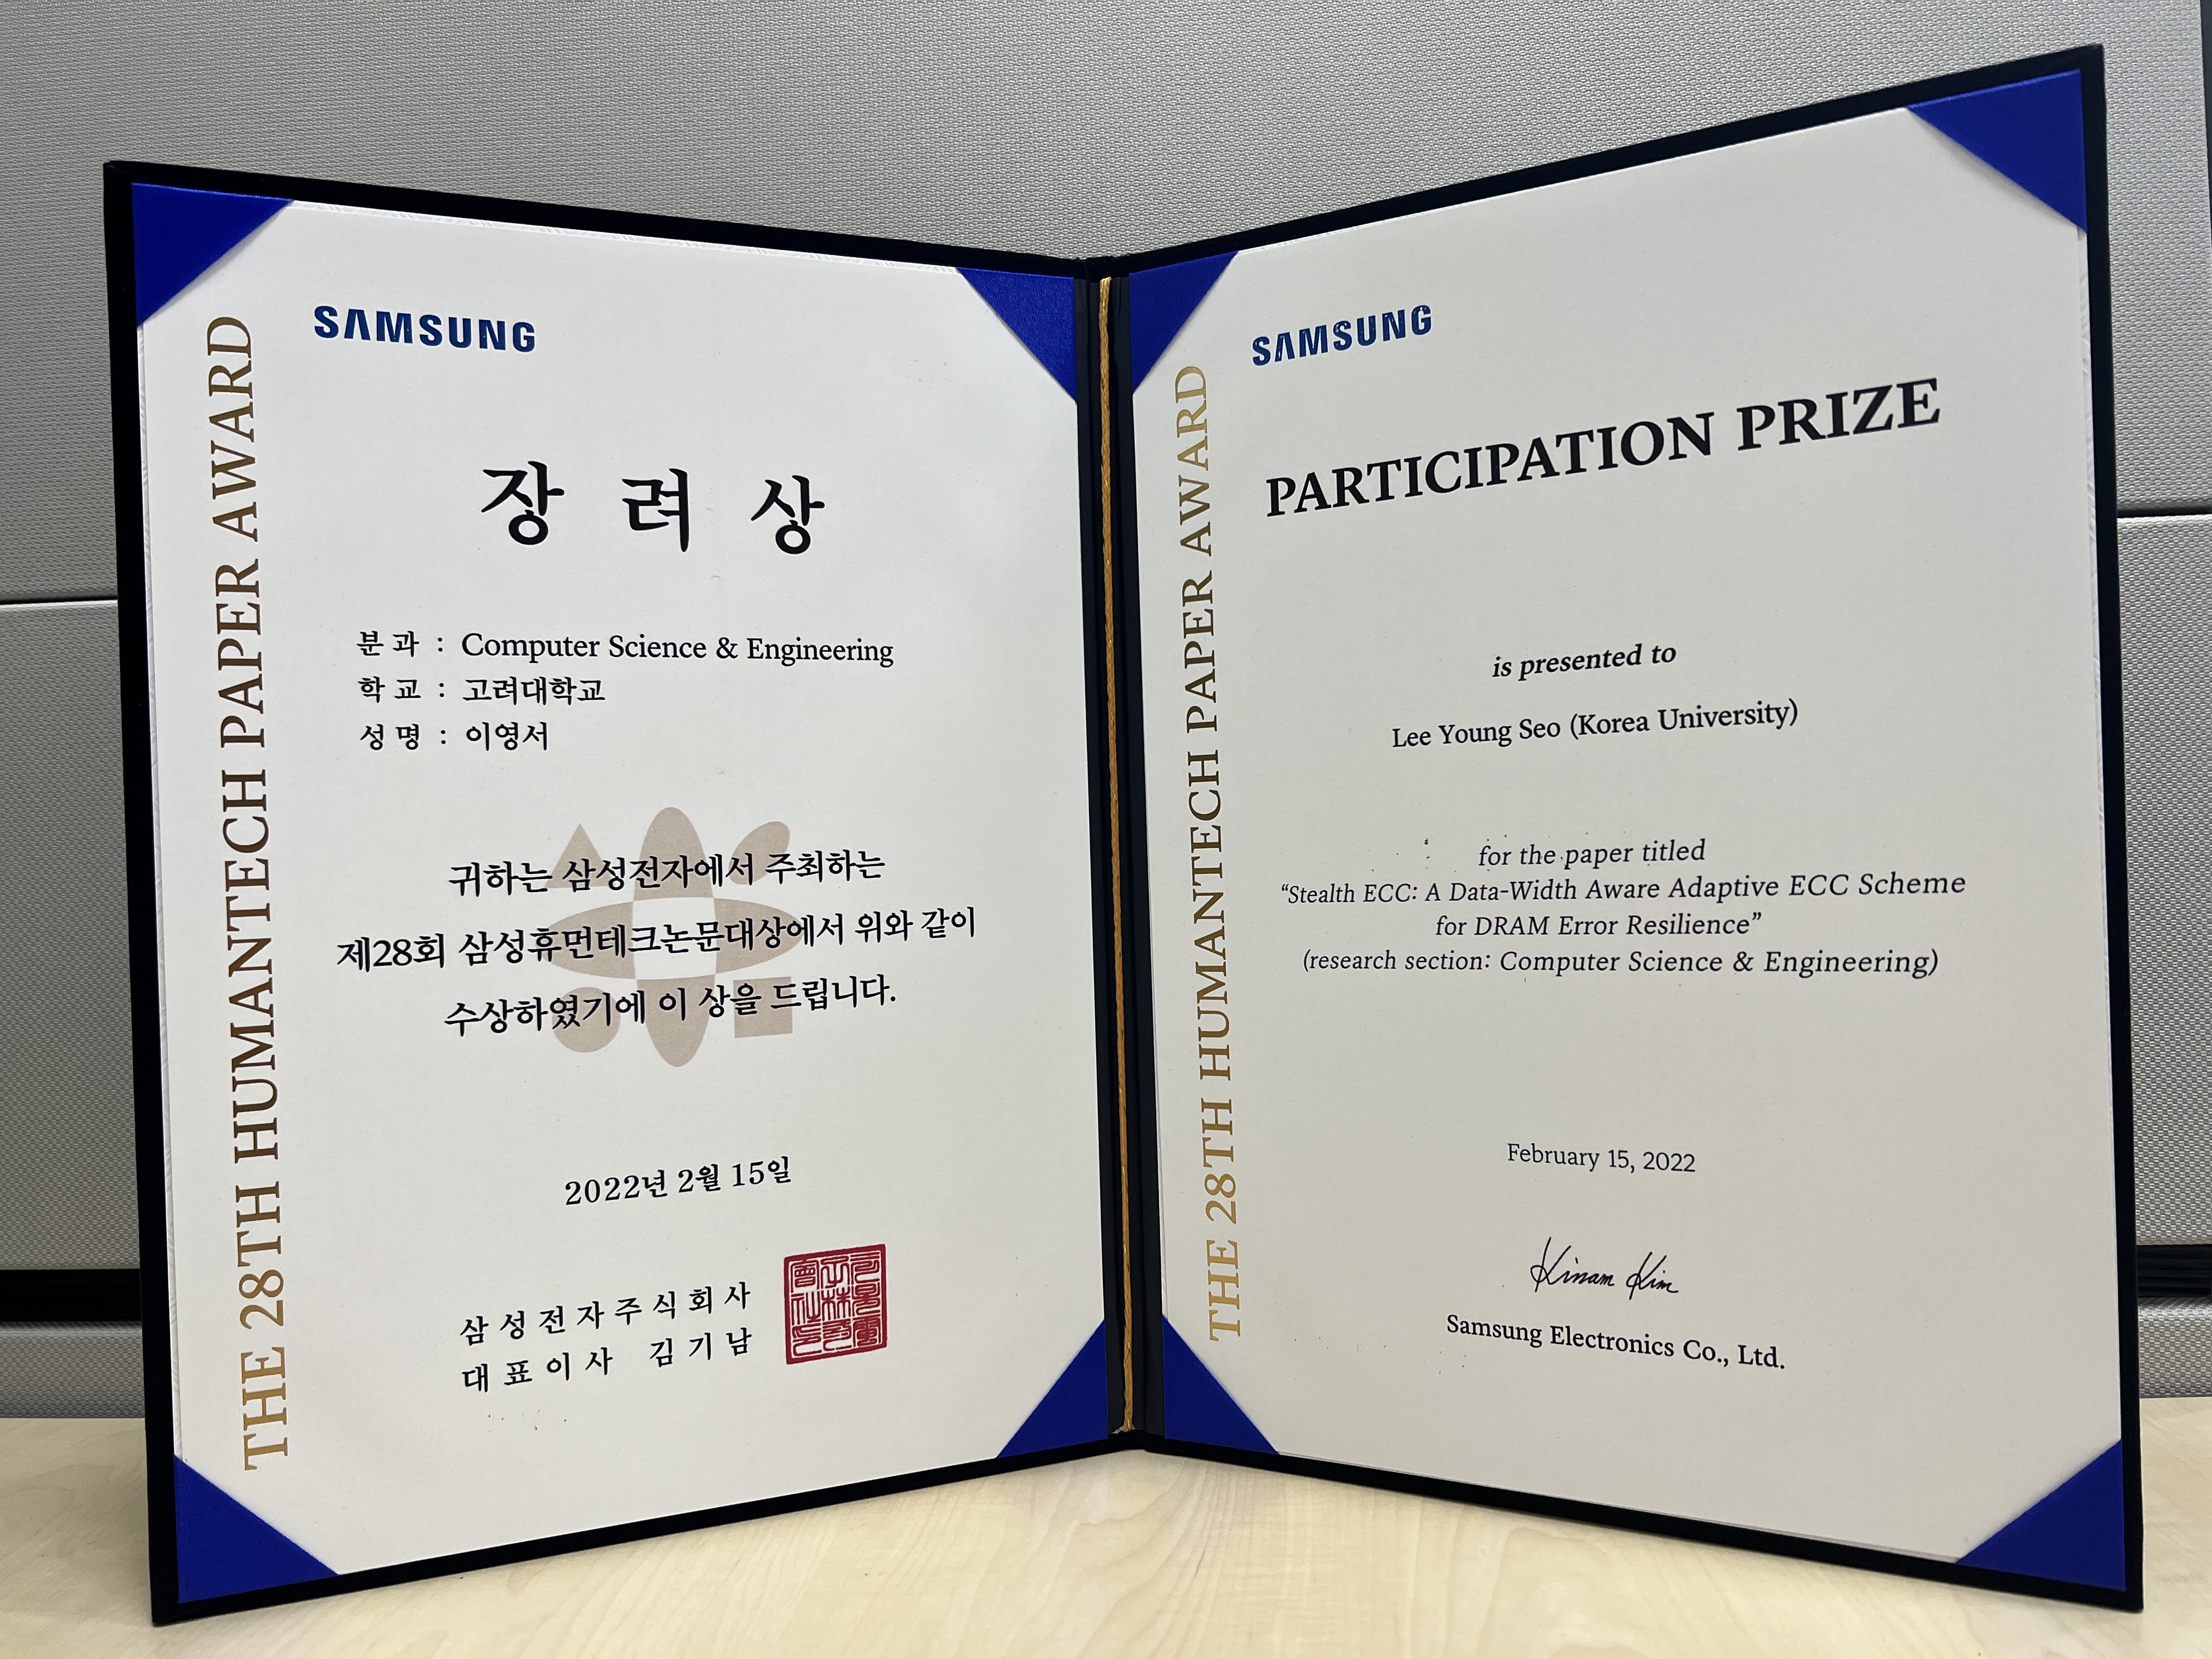 THE 28TH HUMANTECH PAPER AWARD
SAMSUNG
장 려 상
분 과 : Computer Science & Engineering
학 교 : 고려대학교
성 명 : 이영서
귀하는 삼성전자에서 주최하는
제28회 삼성휴먼테크논문대상에서 위와 같이
수상하였기에 이 상을 드립니다.
2022년 2월 15일
삼 성 전 자 주 식 회 사
대 표 이 사 김 기 남
THE 28TH HUMANTECH PAPER AWARD
SAMSUNG
PARTICIPATION PRIZE
is presented to
Lee Young Seo (Korea University)
for the paper titled
“Stealth ECC: A Data-Width Aware Adaptive ECC Scheme
for DRAM Error Resilience”
(research section: Computer Science & Engineering)
February 15, 2022
Kinam Kim
Samsung Electronics Co., Ltd.